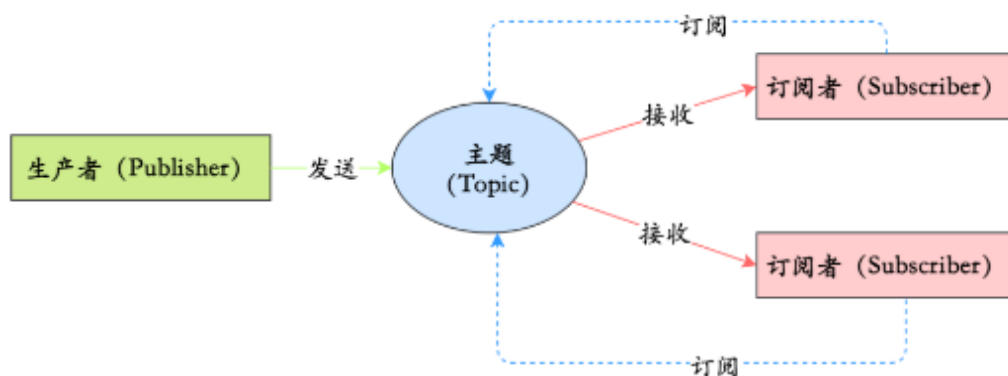 订阅
订阅者（Subscriber）
接收
生产者（Publisher）
发送
主题
(Topic)
接收
订阅者（Subscriber）
订阅